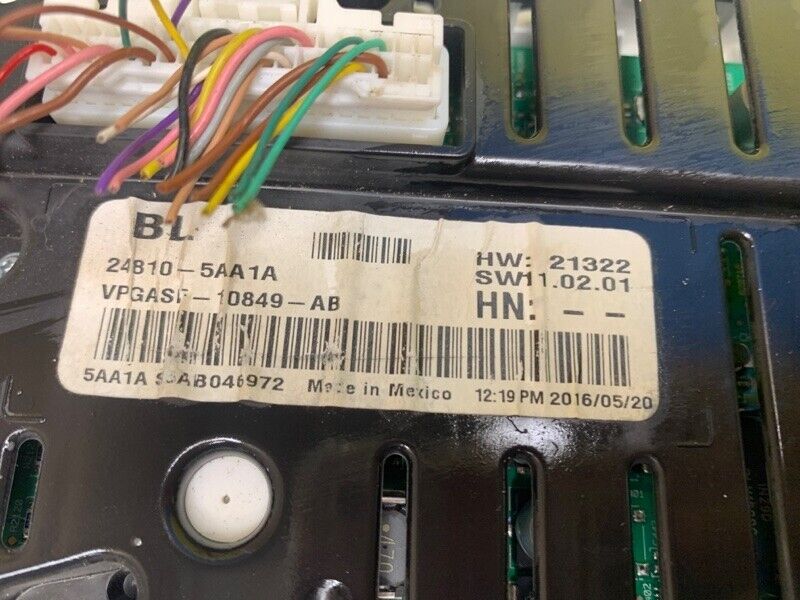 BL
24810-5AA1A
VPGASF-10849-AB
HW: 21322
SW11.02.01
HN: - -
Made in Mexico
12:19 PM 2016/05/20
470